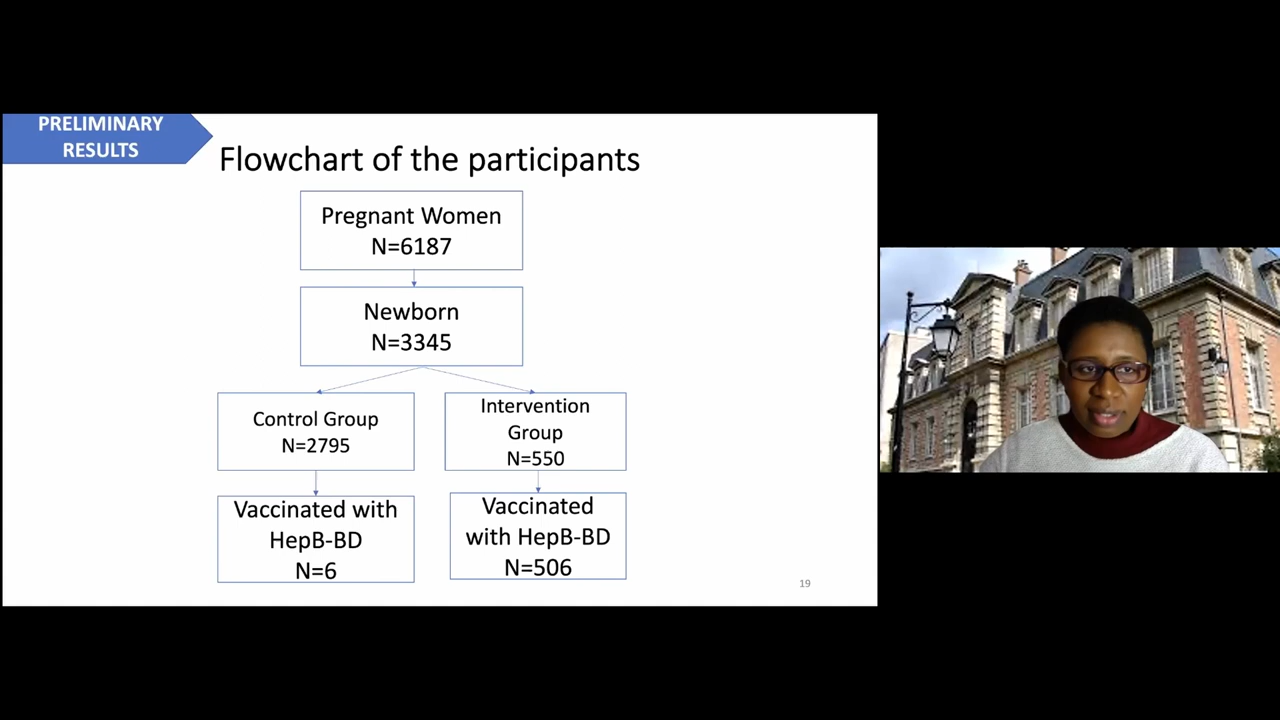 PRELIMINARY
RESULTS
Flowchart of the participants
Pregnant Women
N=6187
Newborn
N=3345
Control Group
N=2795
Intervention
Group
N=550
Vaccinated with
HepB-BD
N=6
Vaccinated
with HepB-BD
N=506
19